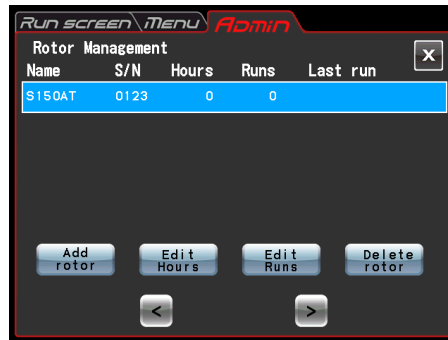 Run screen Menu Admin
Rotor Management
X
Name S/N Hours Runs Last run
S150AT 0123 0 0
Add rotor Edit Hours Edit Runs Delete rotor
< >